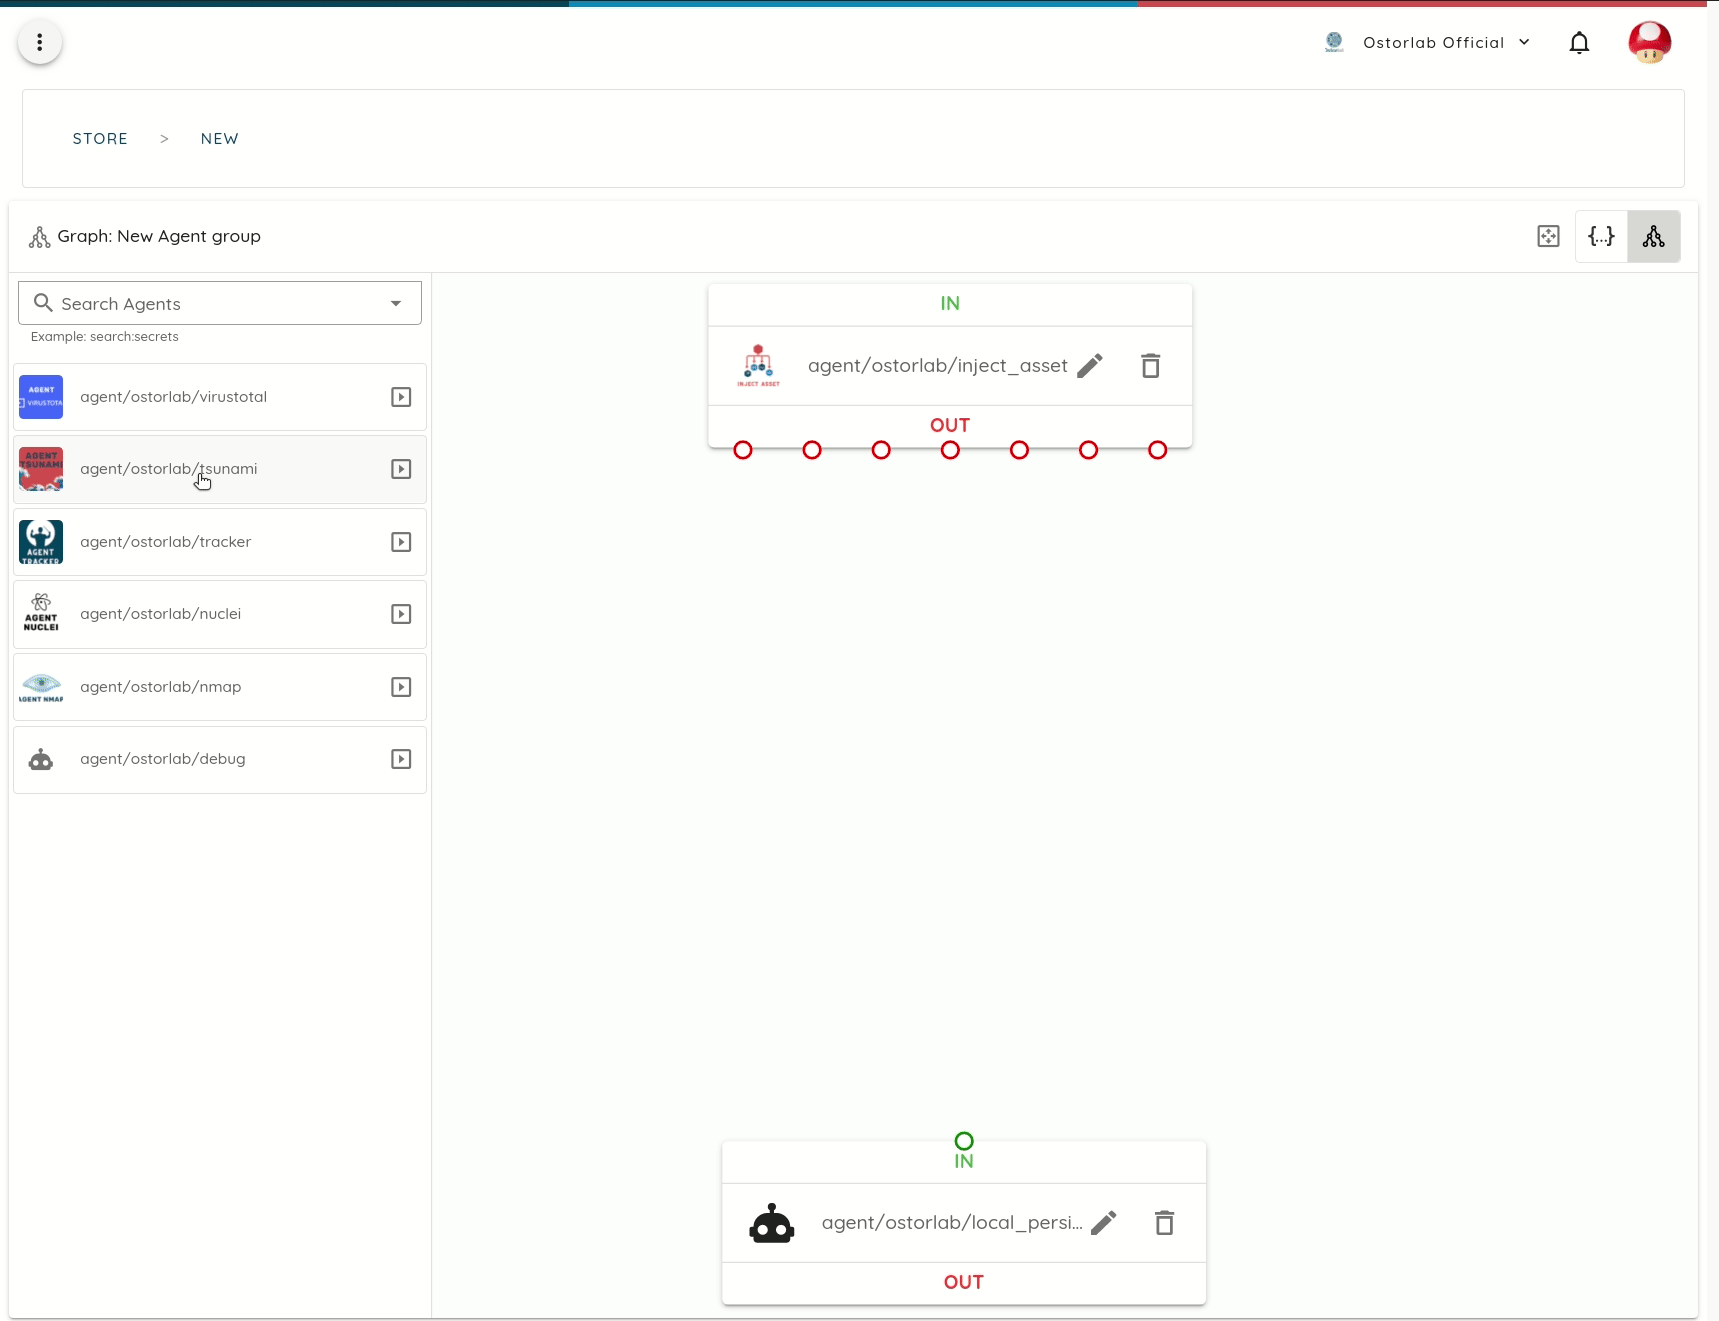 Ostorlab Official
STORE > NEW
Graph: New Agent group
{...}
Search Agents
Example: search:secrets
AGENT
VIRUSTOTA
agent/ostorlab/virustotal
AGENT
TSUNAMI
agent/ostorlab/tsunami
AGENT
TRACKER
agent/ostorlab/tracker
AGENT
NUCLEI
agent/ostorlab/nuclei
AGENT NMAP
agent/ostorlab/nmap
agent/ostorlab/debug
IN
INJECT ASSET
agent/ostorlab/inject_asset
OUT
IN
agent/ostorlab/local_persi...
OUT